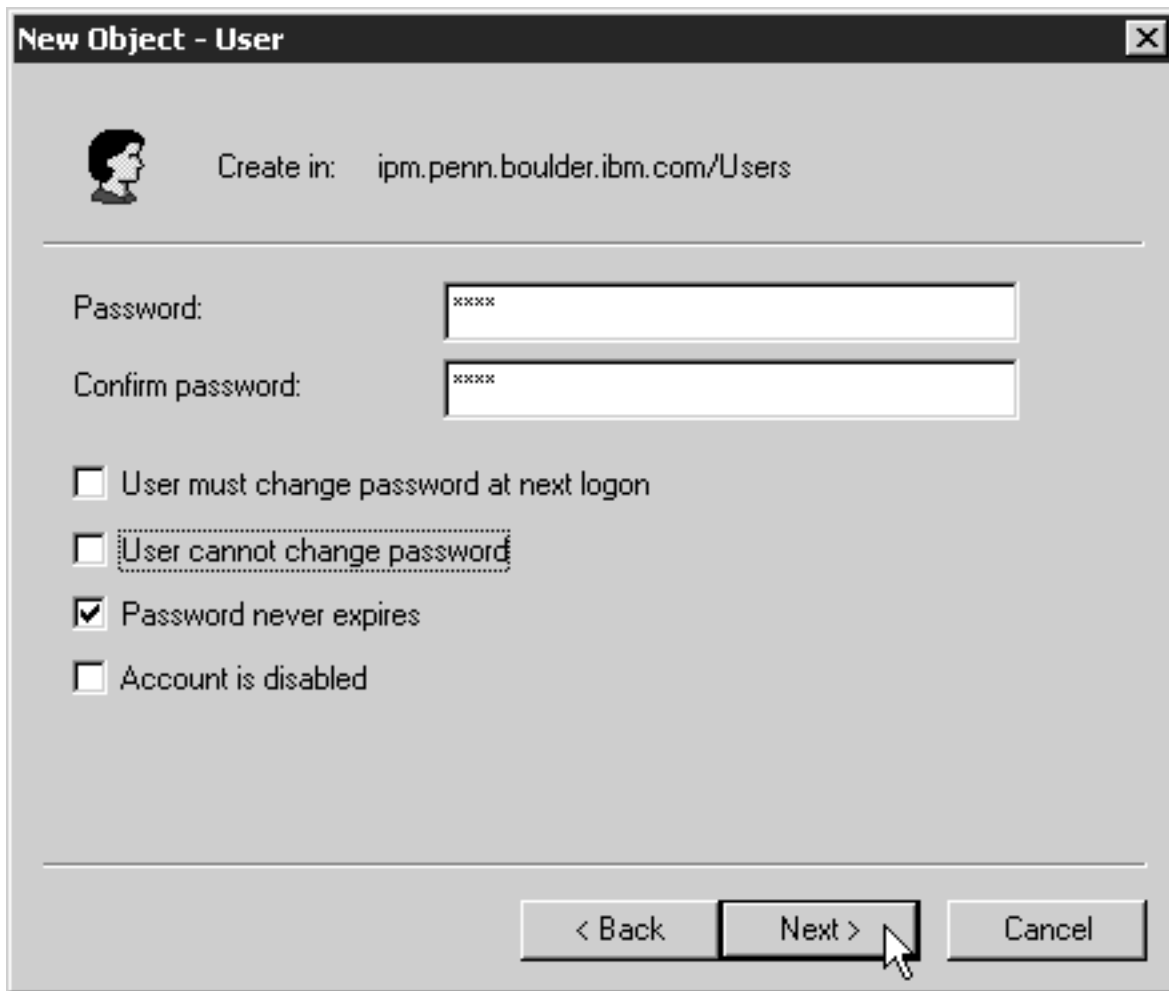 New Object - User
Create in: ipm.penn.boulder.ibm.com/Users
Password: ××××
Confirm password: ××××
User must change password at next logon
User cannot change password
Password never expires
Account is disabled
< Back Next > Cancel